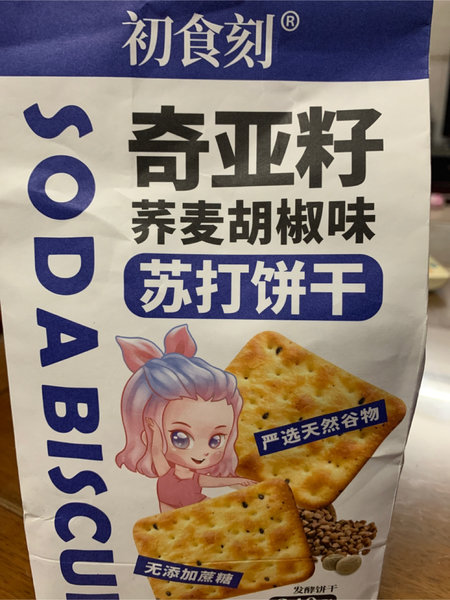 初食刻®
SODA BISCUI
奇亚籽
荞麦胡椒味
苏打饼干
严选天然谷物
无添加蔗糖
发酵饼干